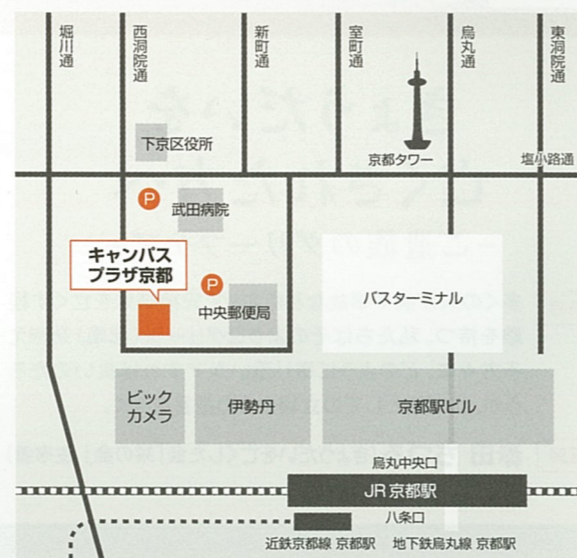 堀川通
西洞院通
新町通
室町通
烏丸通
東洞院通
下京区役所
京都タワー
塩小路通
P
武田病院
キャンパス
プラザ京都
P
中央郵便局
バスターミナル
ビック
カメラ
伊勢丹
京都駅ビル
烏丸中央口
JR 京都駅
八条口
近鉄京都線 京都駅
地下鉄烏丸線 京都駅